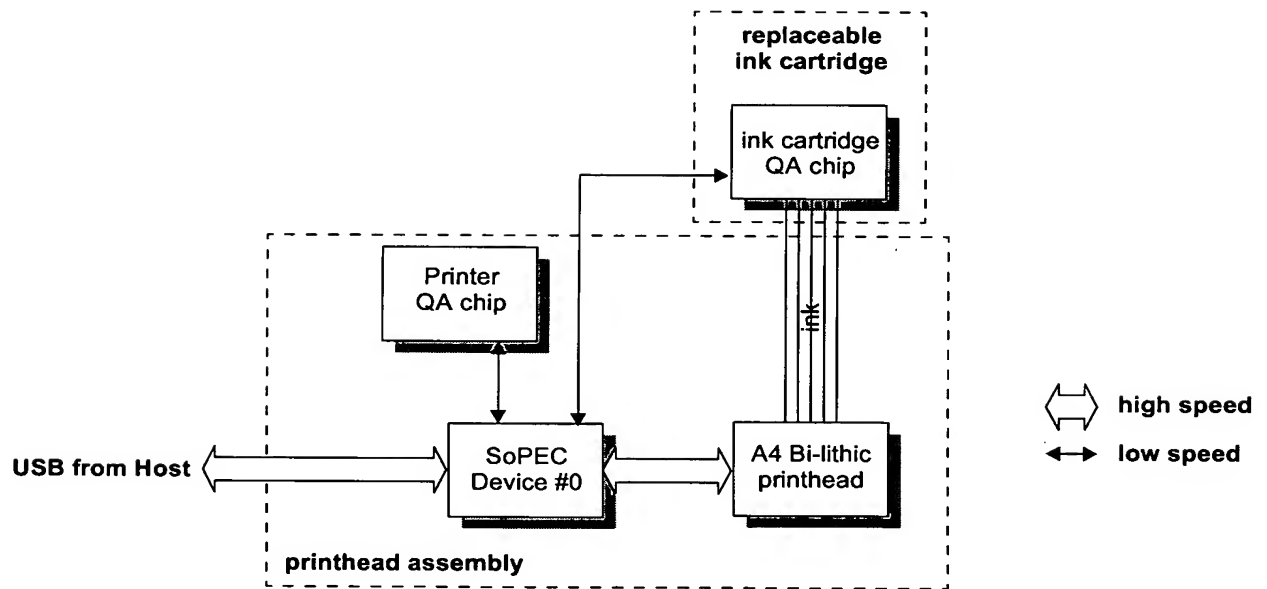 replaceable
ink cartridge
ink cartridge
QA chip
Printer
QA chip
ink
high speed
low speed
USB from Host
SoPEC
Device #0
A4 Bi-lithic
printhead
printhead assembly